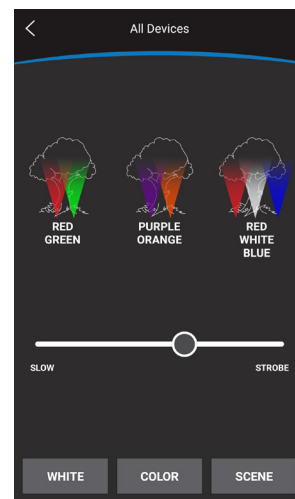 All Devices
RED
GREEN
PURPLE
ORANGE
RED
WHITE
BLUE
SLOW
STROBE
WHITE
COLOR
SCENE